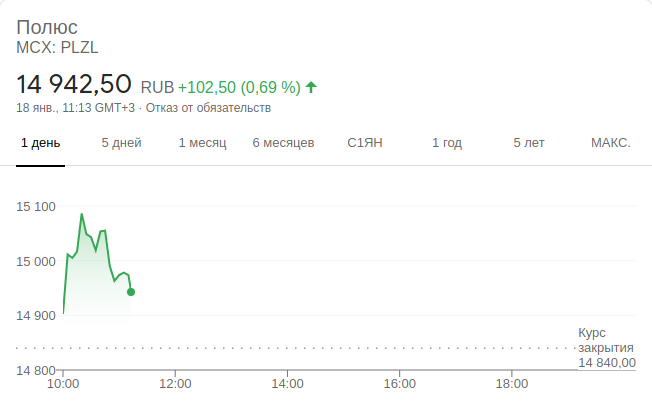 Полюс
MCX: PLZL
14 942,50 RUB +102,50 (0,69 %)
18 янв., 11:13 GMT+3 · Отказ от обязательств
1 день 5 дней 1 месяц 6 месяцев С1ЯН 1 год 5 лет МАКС.
15 100
15 000
14 900
Курс
закрытия
14 840,00
14 800
10:00 12:00 14:00 16:00 18:00